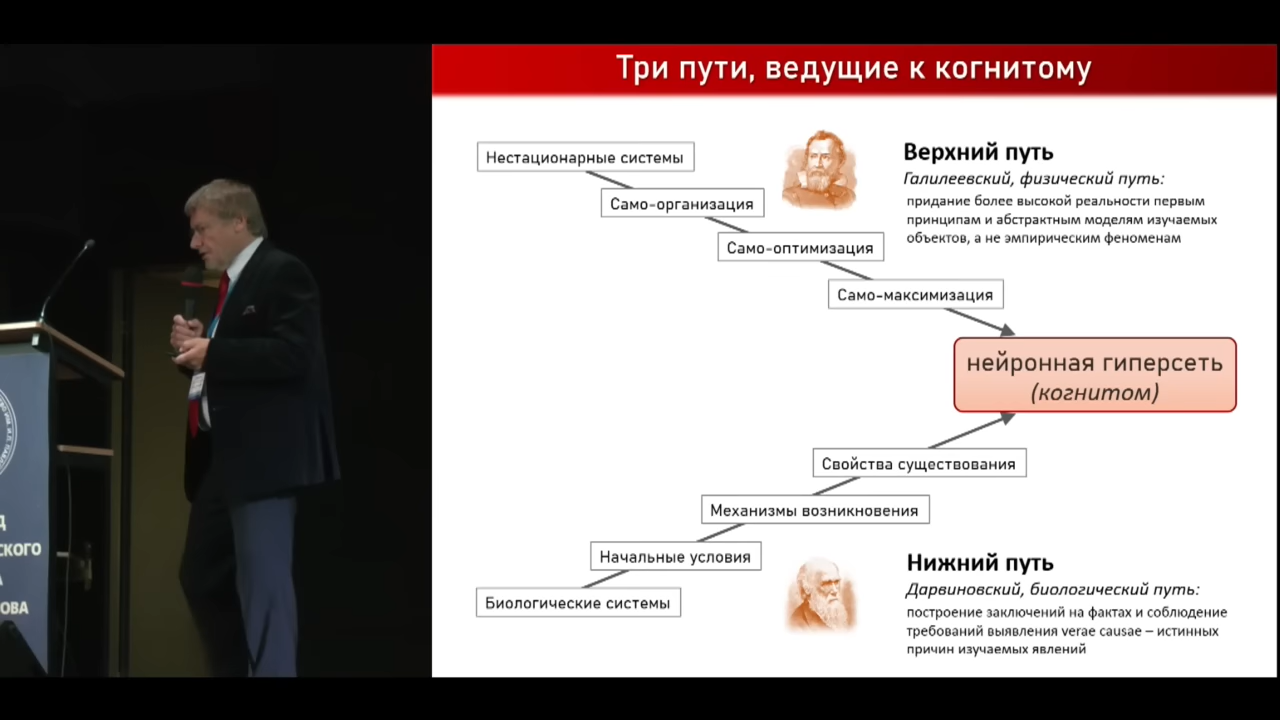 Три пути, ведущие к когнитому
Нестационарные системы
Само-организация
Само-оптимизация
Само-максимизация
Верхний путь
Галилеевский, физический путь:
придание более высокой реальности первым
принципам и абстрактным моделям изучаемых
объектов, а не эмпирическим феноменам
нейронная гиперсеть
(когнитом)
Свойства существования
Механизмы возникновения
Начальные условия
Биологические системы
Нижний путь
Дарвиновский, биологический путь:
построение заключений на фактах и соблюдение
требований выявления verae causae – истинных
причин изучаемых явлений